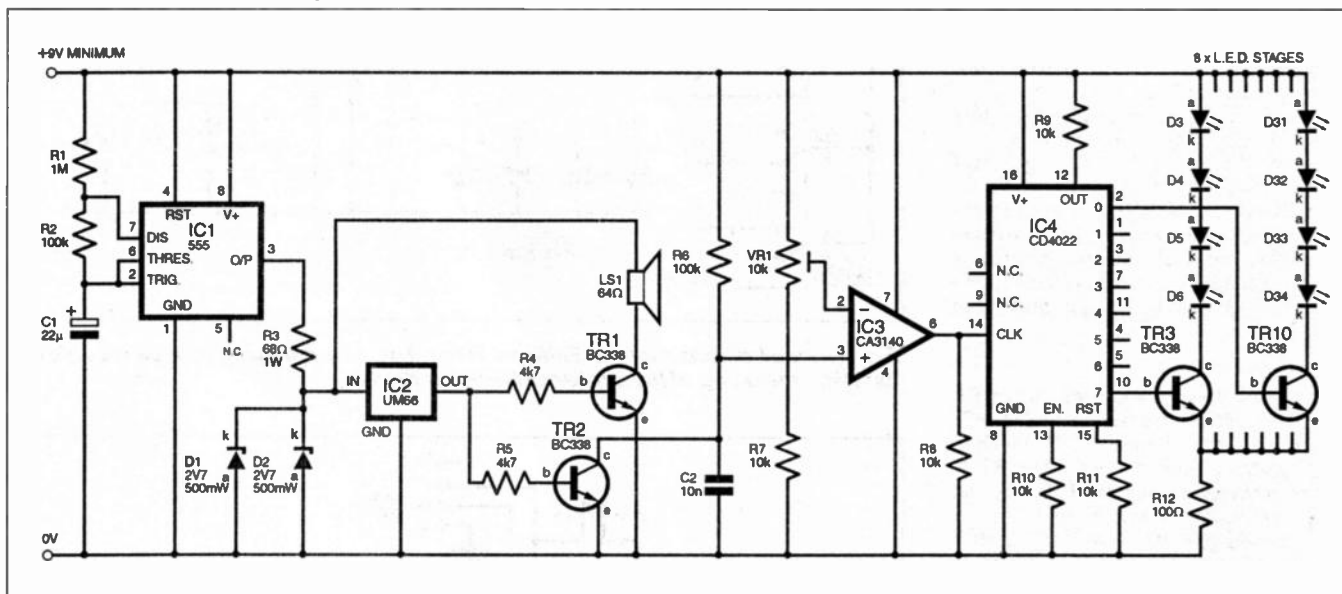 +9V MINIMUM
8 x L.E.D. STAGES
R1
1M
R2
100k
C1
22µ
+
4
8
RST
V+
IC1
555
7
DIS
6
THRES.
2
TRIG.
O/P
3
GND
1
5
N.C.
R3
68Ω
1W
k
k
D1
2V7
500mW
a
D2
2V7
500mW
a
IN
IC2
UM66
OUT
GND
R4
4k7
R5
4k7
LS1
64Ω
TR1
BC338
b
c
e
TR2
BC338
b
c
e
R6
100k
C2
10n
VR1
10k
R7
10k
2
−
3
+
7
IC3
CA3140
4
6
R8
10k
R9
10k
16
12
V+
OUT
IC4
CD4022
6
N.C.
9
N.C.
14
CLK
2
0
1
1
3
2
7
3
11
4
4
5
5
6
10
7
GND
EN.
RST
8
13
15
R10
10k
R11
10k
a
D3
k
a
D4
k
a
D5
k
a
D6
k
a
D31
k
a
D32
k
a
D33
k
a
D34
k
TR3
BC338
b
c
e
TR10
BC338
b
c
e
R12
100Ω
0V